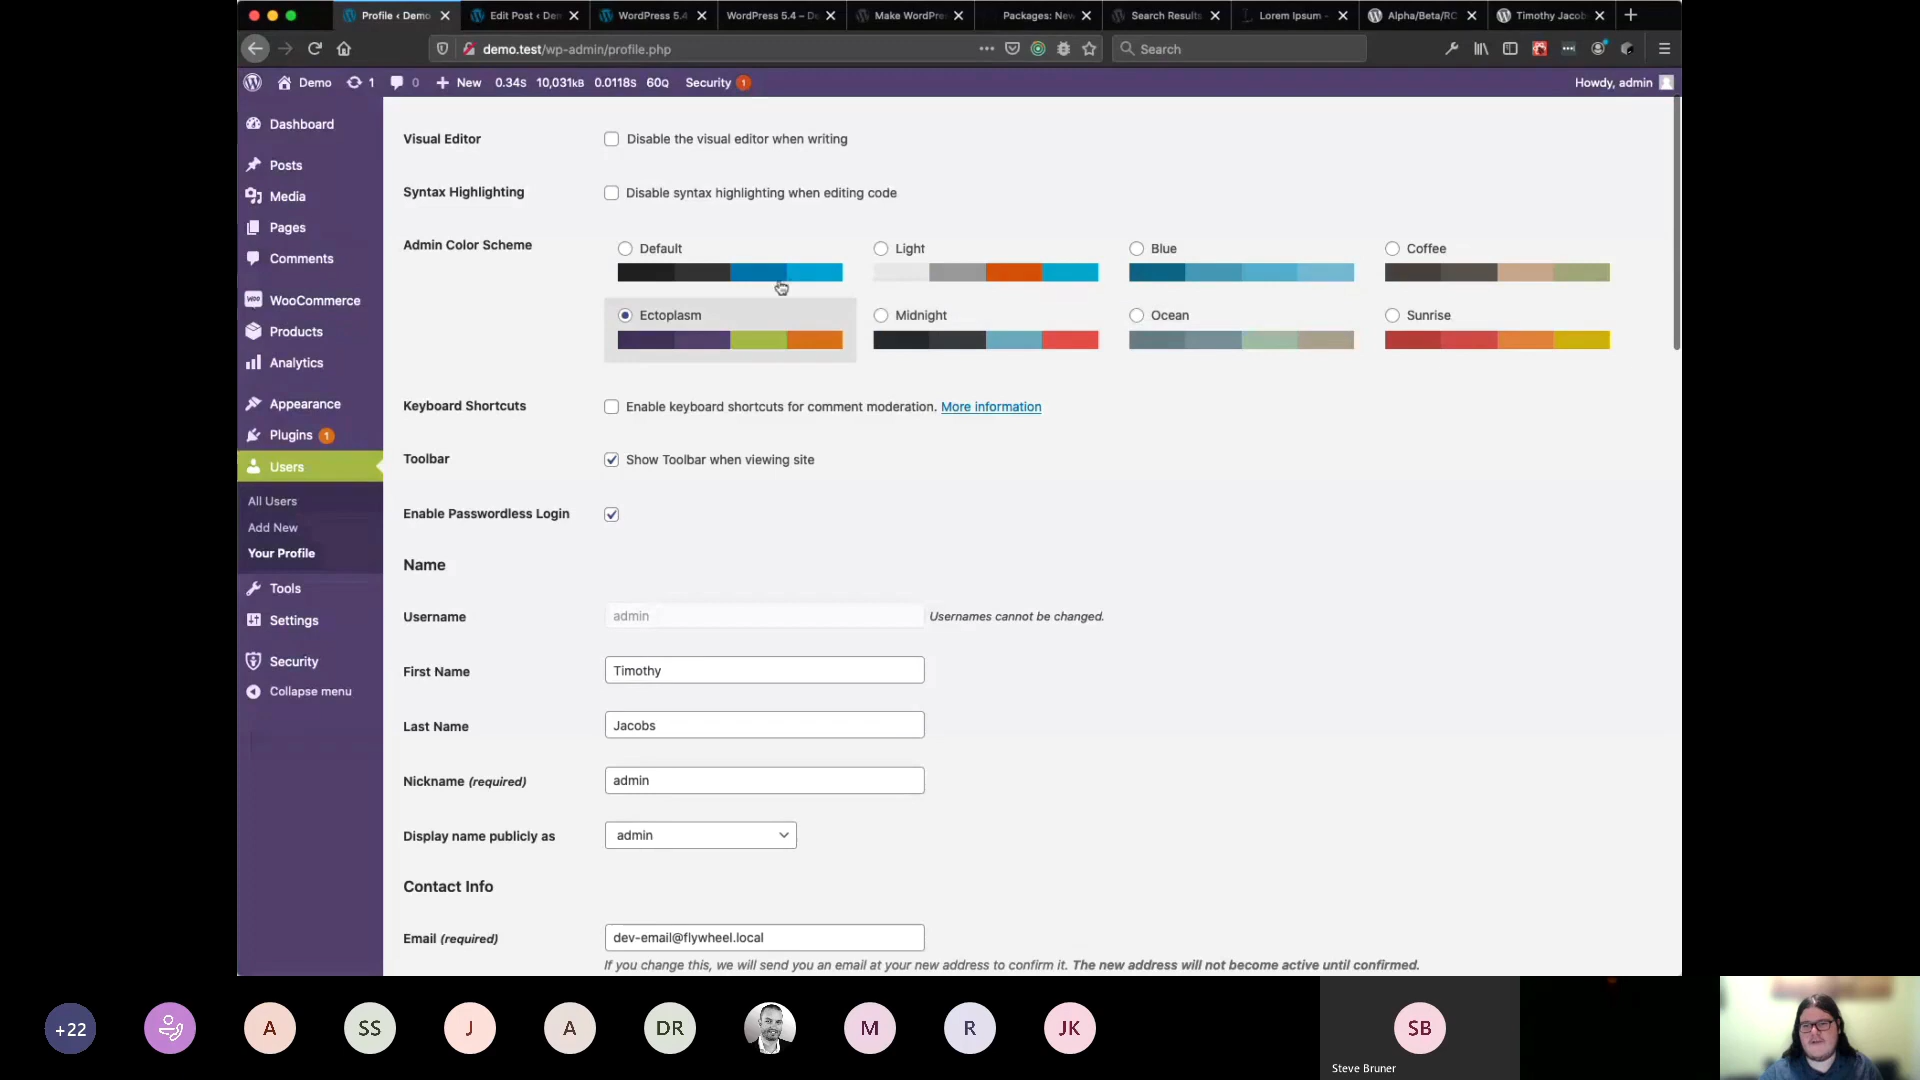 Profile ‹ Demo
Edit Post ‹ De
WordPress 5.4
WordPress 5.4 – De
Make WordPre
Packages: New
Search Results
Lorem Ipsum -
Alpha/Beta/RC
Timothy Jacob
demo.test/wp-admin/profile.php
Search
Demo
1
0
New
0.34s
10,031kB
0.0118s
60Q
Security 1
Howdy, admin
Dashboard
Posts
Media
Pages
Comments
WooCommerce
Products
Analytics
Appearance
Plugins 1
Users
All Users
Add New
Your Profile
Tools
Settings
Security
Collapse menu
Visual Editor
Disable the visual editor when writing
Syntax Highlighting
Disable syntax highlighting when editing code
Admin Color Scheme
Default
Light
Blue
Coffee
Ectoplasm
Midnight
Ocean
Sunrise
Keyboard Shortcuts
Enable keyboard shortcuts for comment moderation. More information
Toolbar
Show Toolbar when viewing site
Enable Passwordless Login
Name
Username
admin
Usernames cannot be changed.
First Name
Timothy
Last Name
Jacobs
Nickname (required)
admin
Display name publicly as
admin
Contact Info
Email (required)
dev-email@flywheel.local
If you change this, we will send you an email at your new address to confirm it. The new address will not become active until confirmed.
+22
A
SS
J
A
DR
M
R
JK
SB
Steve Bruner